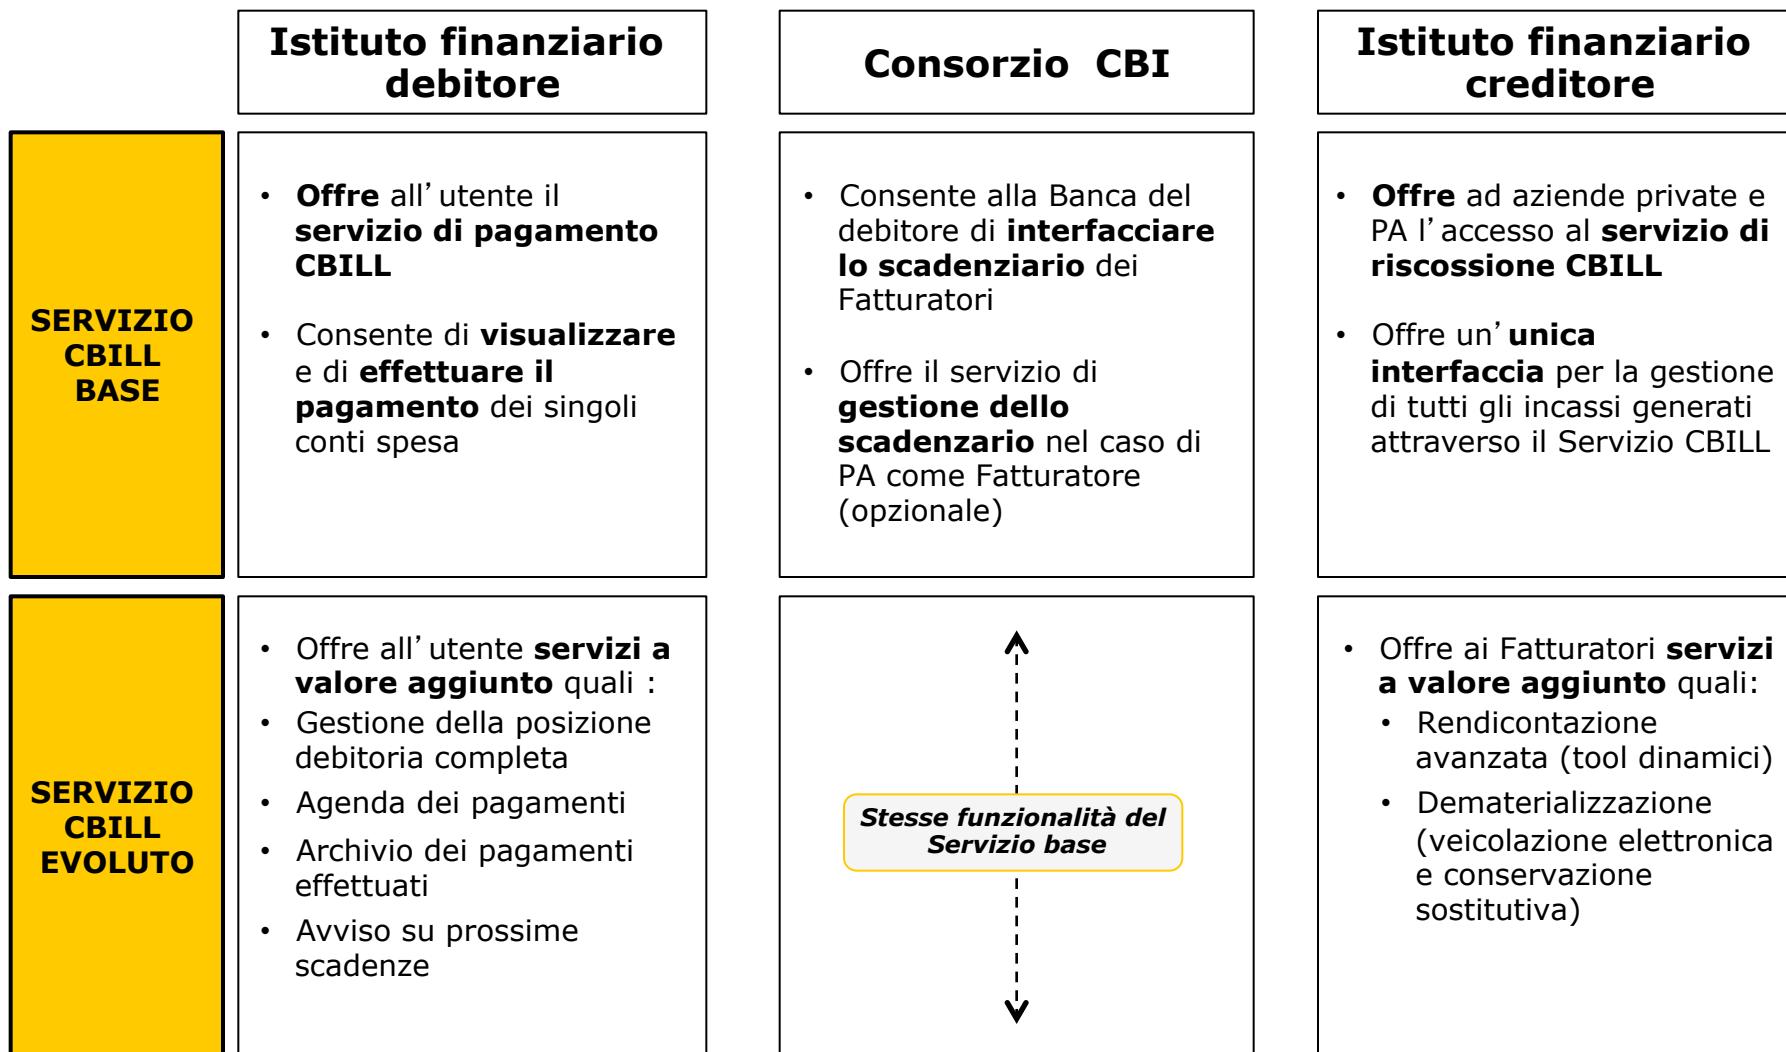 Istituto finanziario
debitore
Consorzio CBI
Istituto finanziario
creditore
SERVIZIO
CBILL
BASE
• Offre all’utente il
servizio di pagamento
CBILL
• Consente di visualizzare
e di effettuare il
pagamento dei singoli
conti spesa
• Consente alla Banca del
debitore di interfacciare
lo scadenziario dei
Fatturatori
• Offre il servizio di
gestione dello
scadenzario nel caso di
PA come Fatturatore
(opzionale)
• Offre ad aziende private e
PA l’accesso al servizio di
riscossione CBILL
• Offre un’unica
interfaccia per la gestione
di tutti gli incassi generati
attraverso il Servizio CBILL
SERVIZIO
CBILL
EVOLUTO
• Offre all’utente servizi a
valore aggiunto quali :
• Gestione della posizione
debitoria completa
• Agenda dei pagamenti
• Archivio dei pagamenti
effettuati
• Avviso su prossime
scadenze
Stesse funzionalità del
Servizio base
• Offre ai Fatturatori servizi
a valore aggiunto quali:
• Rendicontazione
avanzata (tool dinamici)
• Dematerializzazione
(veicolazione elettronica
e conservazione
sostitutiva)